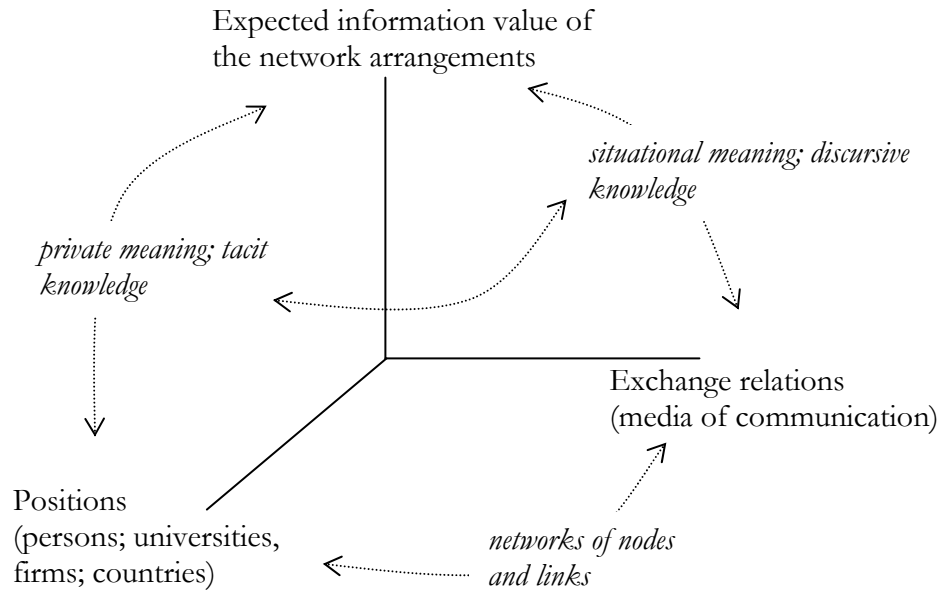 Expected information value of
the network arrangements
situational meaning; discursive
knowledge
private meaning; tacit
knowledge
Exchange relations
(media of communication)
Positions
(persons; universities,
firms; countries)
networks of nodes
and links